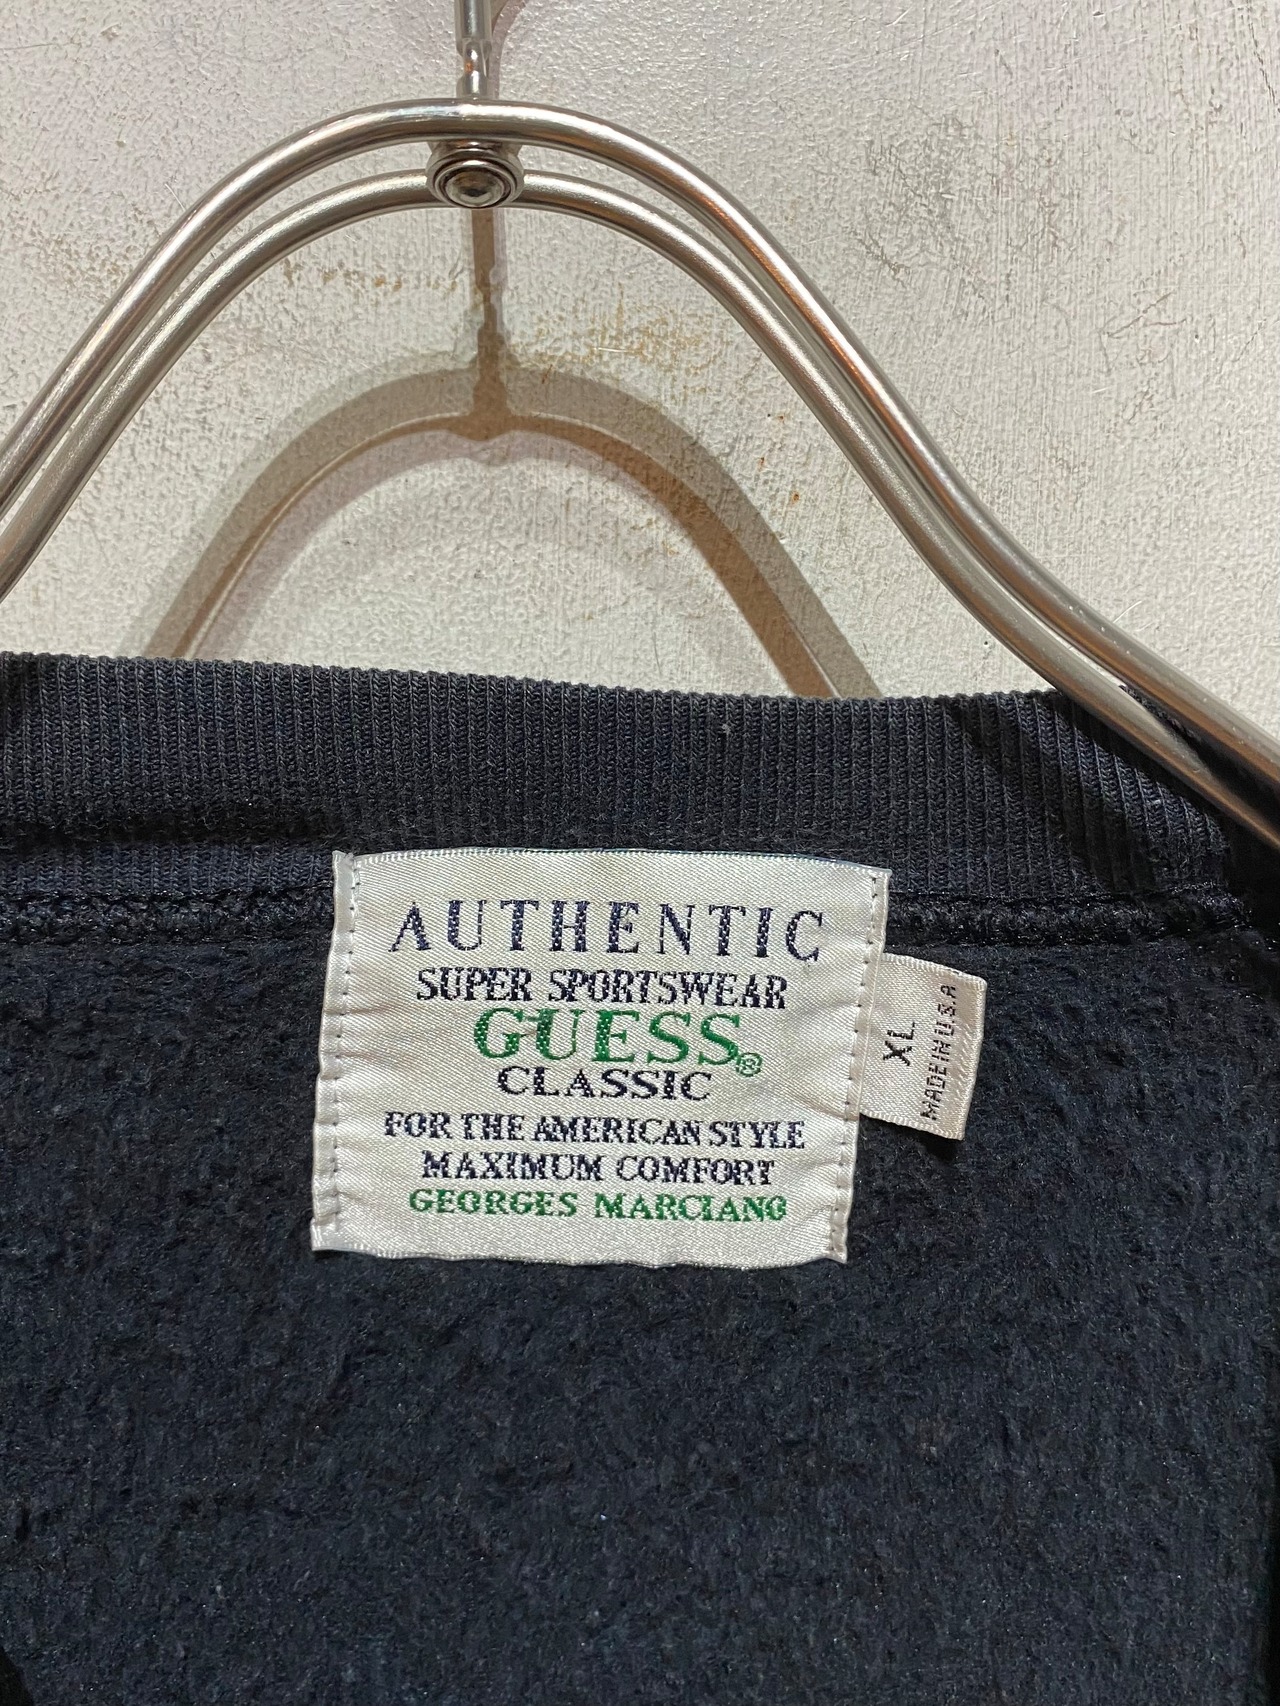 AUTHENTIC
SUPER SPORTSWEAR
GUESS®
CLASSIC
FOR THE AMERICAN STYLE
MAXIMUM COMFORT
GEORGES MARCIANO
XL
MADE IN U.S.A